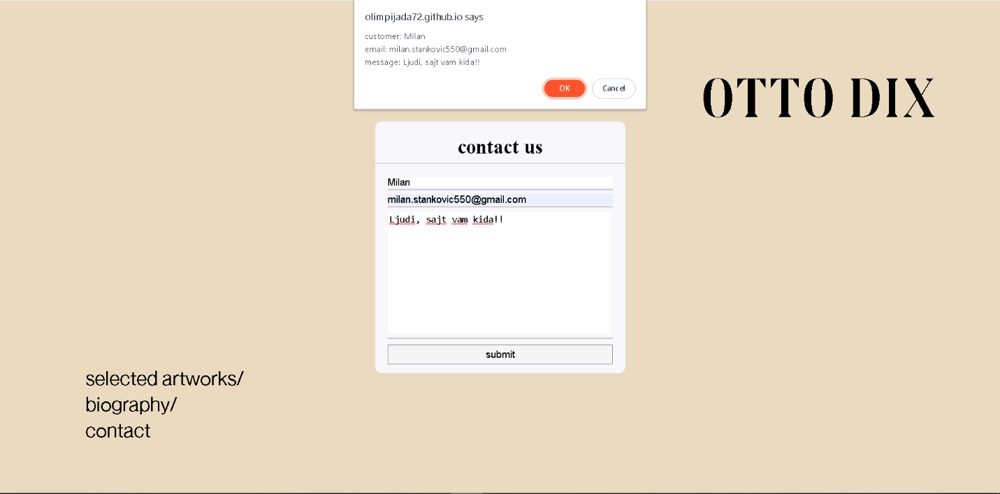 olimpijada72.github.io says
customer: Milan
email: milan.stankovic550@gmail.com
message: Ljudi, sajt vam kida!!
OK
Cancel
OTTO DIX
contact us
Milan
milan.stankovic550@gmail.com
Ljudi, sajt vam kida!!
submit
selected artworks/
biography/
contact